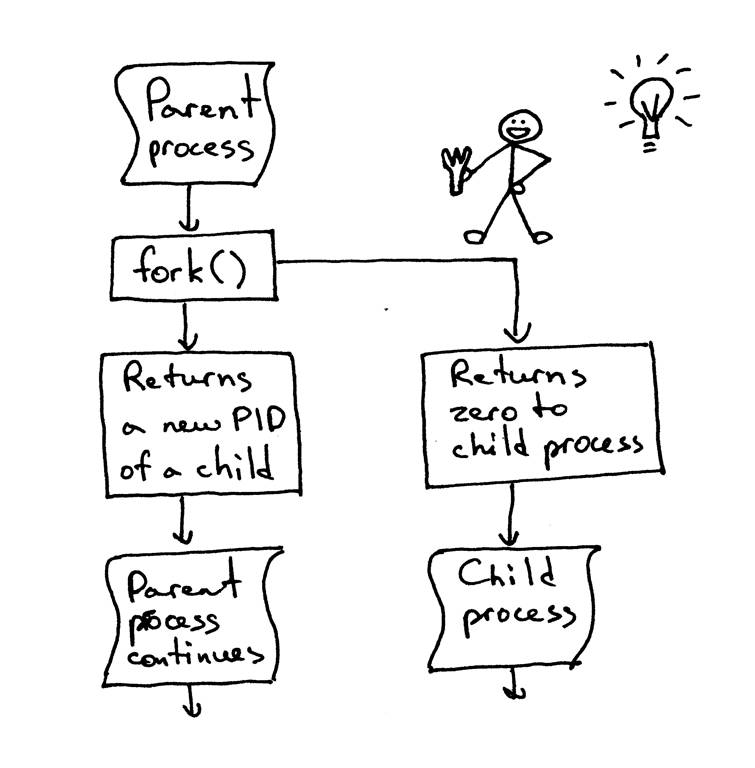 Parent
process
fork()
Returns
a new PID
of a child
Returns
zero to
child process
Parent
process
continues
Child
process